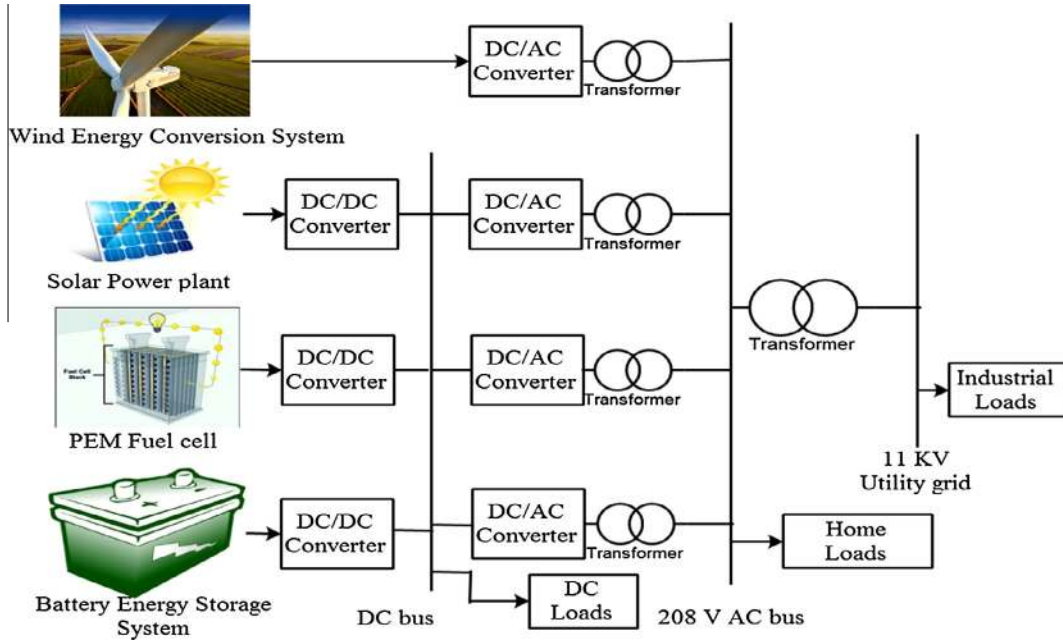 DC/AC
Converter
Transformer
Wind Energy Conversion System
DC/DC
Converter
DC/AC
Converter
Transformer
Solar Power plant
Transformer
Fuel Cell
Stack
DC/DC
Converter
DC/AC
Converter
Transformer
PEM Fuel cell
Industrial
Loads
11 KV
Utility grid
DC/DC
Converter
DC/AC
Converter
Transformer
Home
Loads
Battery Energy Storage
System
DC bus
DC
Loads
208 V AC bus